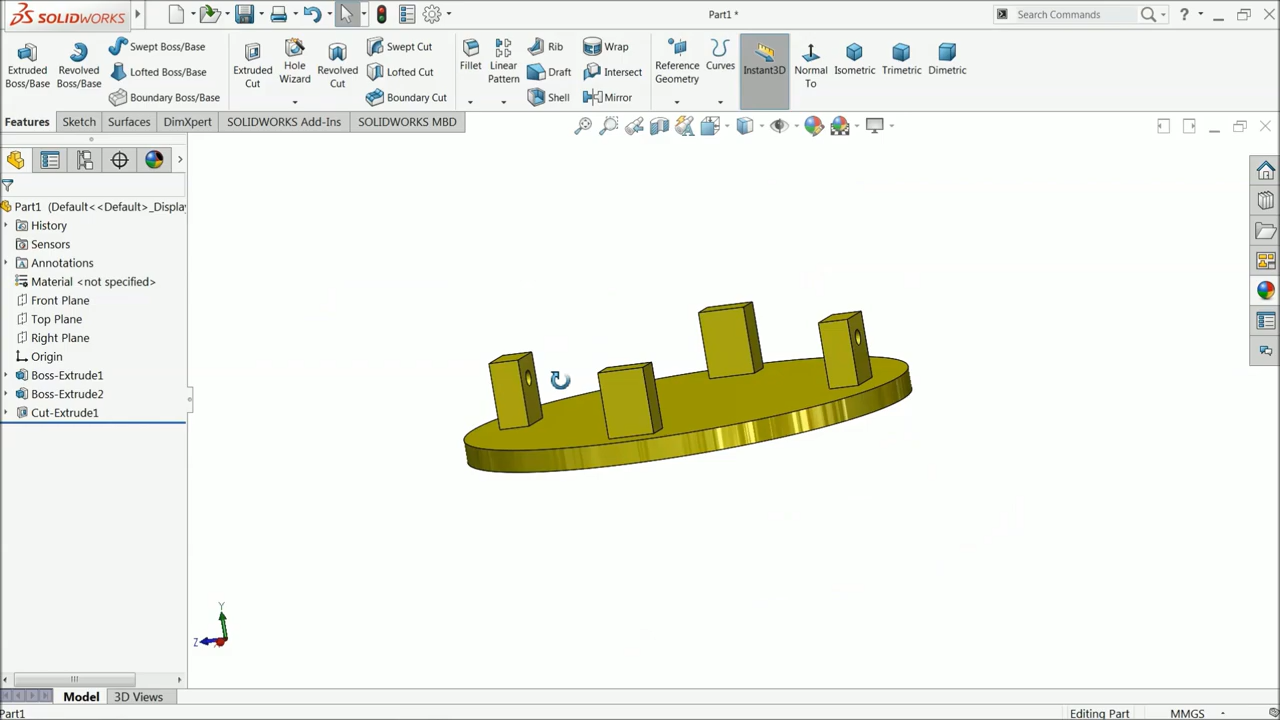 SOLIDWORKS
Part1 *
Search Commands
?
Extruded Boss/Base
Revolved Boss/Base
Swept Boss/Base
Lofted Boss/Base
Boundary Boss/Base
Extruded Cut
Hole Wizard
Revolved Cut
Swept Cut
Lofted Cut
Boundary Cut
Fillet
Linear Pattern
Rib
Draft
Shell
Wrap
Intersect
Mirror
Reference Geometry
Curves
Instant3D
Normal To
Isometric
Trimetric
Dimetric
Features
Sketch
Surfaces
DimXpert
SOLIDWORKS Add-Ins
SOLIDWORKS MBD
Part1 (Default<<Default>_Display
History
Sensors
Annotations
Material <not specified>
Front Plane
Top Plane
Right Plane
Origin
Boss-Extrude1
Boss-Extrude2
Cut-Extrude1
Y
Z
Model
3D Views
Part1
Editing Part
MMGS